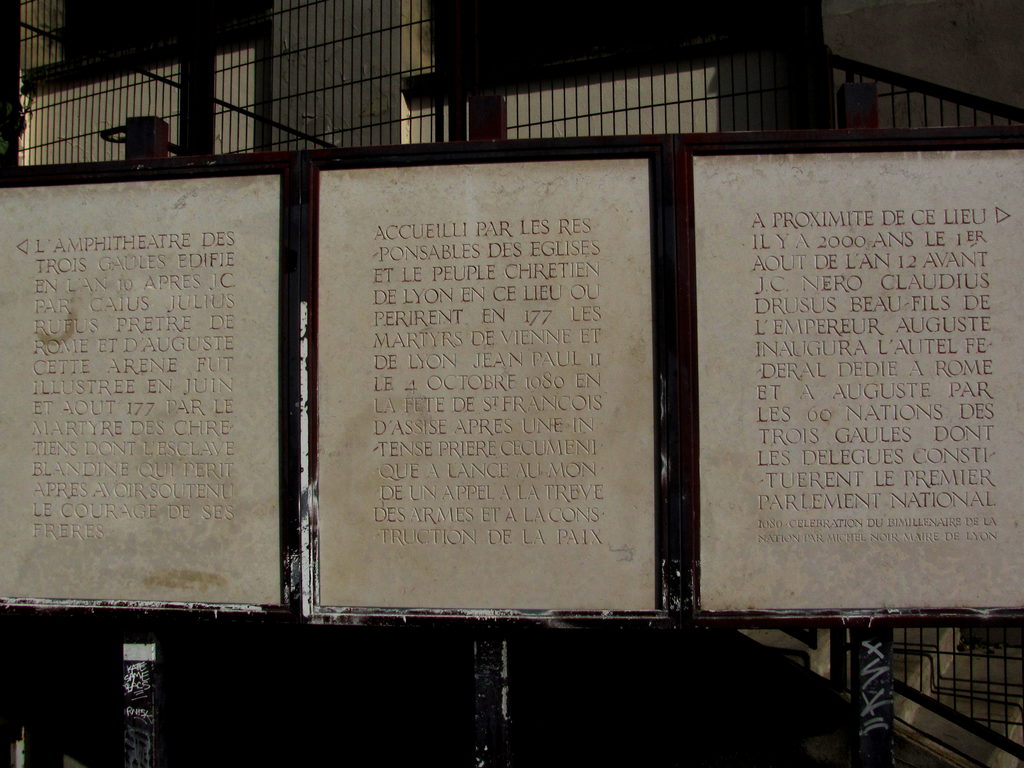 ◁ L'AMPHITHEATRE DES
TROIS GAULES EDIFIE
EN L'AN 10 APRES J.C
PAR CAIUS JULIUS
RUFUS PRETRE DE
ROME ET D'AUGUSTE
CETTE ARENE FUT
ILLUSTREE EN JUIN
ET AOUT 177 PAR LE
MARTYRE DES CHRE-
-TIENS DONT L'ESCLAVE
BLANDINE QUI PERIT
APRES AVOIR SOUTENU
LE COURAGE DE SES
FRERES
ACCUEILLI PAR LES RES
-PONSABLES DES EGLISES
ET LE PEUPLE CHRETIEN
DE LYON EN CE LIEU OU
PERIRENT EN 177 LES
MARTYRS DE VIENNE ET
DE LYON JEAN PAUL II
LE 4 OCTOBRE 1986 EN
LA FETE DE ST FRANCOIS
D'ASSISE APRES UNE IN
-TENSE PRIERE ŒCUMENI
QUE A LANCE AU MON-
DE UN APPEL A LA TREVE
DES ARMES ET A LA CONS-
-TRUCTION DE LA PAIX
A PROXIMITE DE CE LIEU ▷
IL Y A 2000 ANS LE 1ER
AOUT DE L'AN 12 AVANT
J.C. NERO CLAUDIUS
DRUSUS BEAU-FILS DE
L'EMPEREUR AUGUSTE
INAUGURA L'AUTEL FE-
DERAL DEDIE A ROME
ET A AUGUSTE PAR
LES 60 NATIONS DES
TROIS GAULES DONT
LES DELEGUES CONSTI-
-TUERENT LE PREMIER
PARLEMENT NATIONAL
1989 CELEBRATION DU BIMILLENAIRE DE LA
NATION PAR MICHEL NOIR MAIRE DE LYON